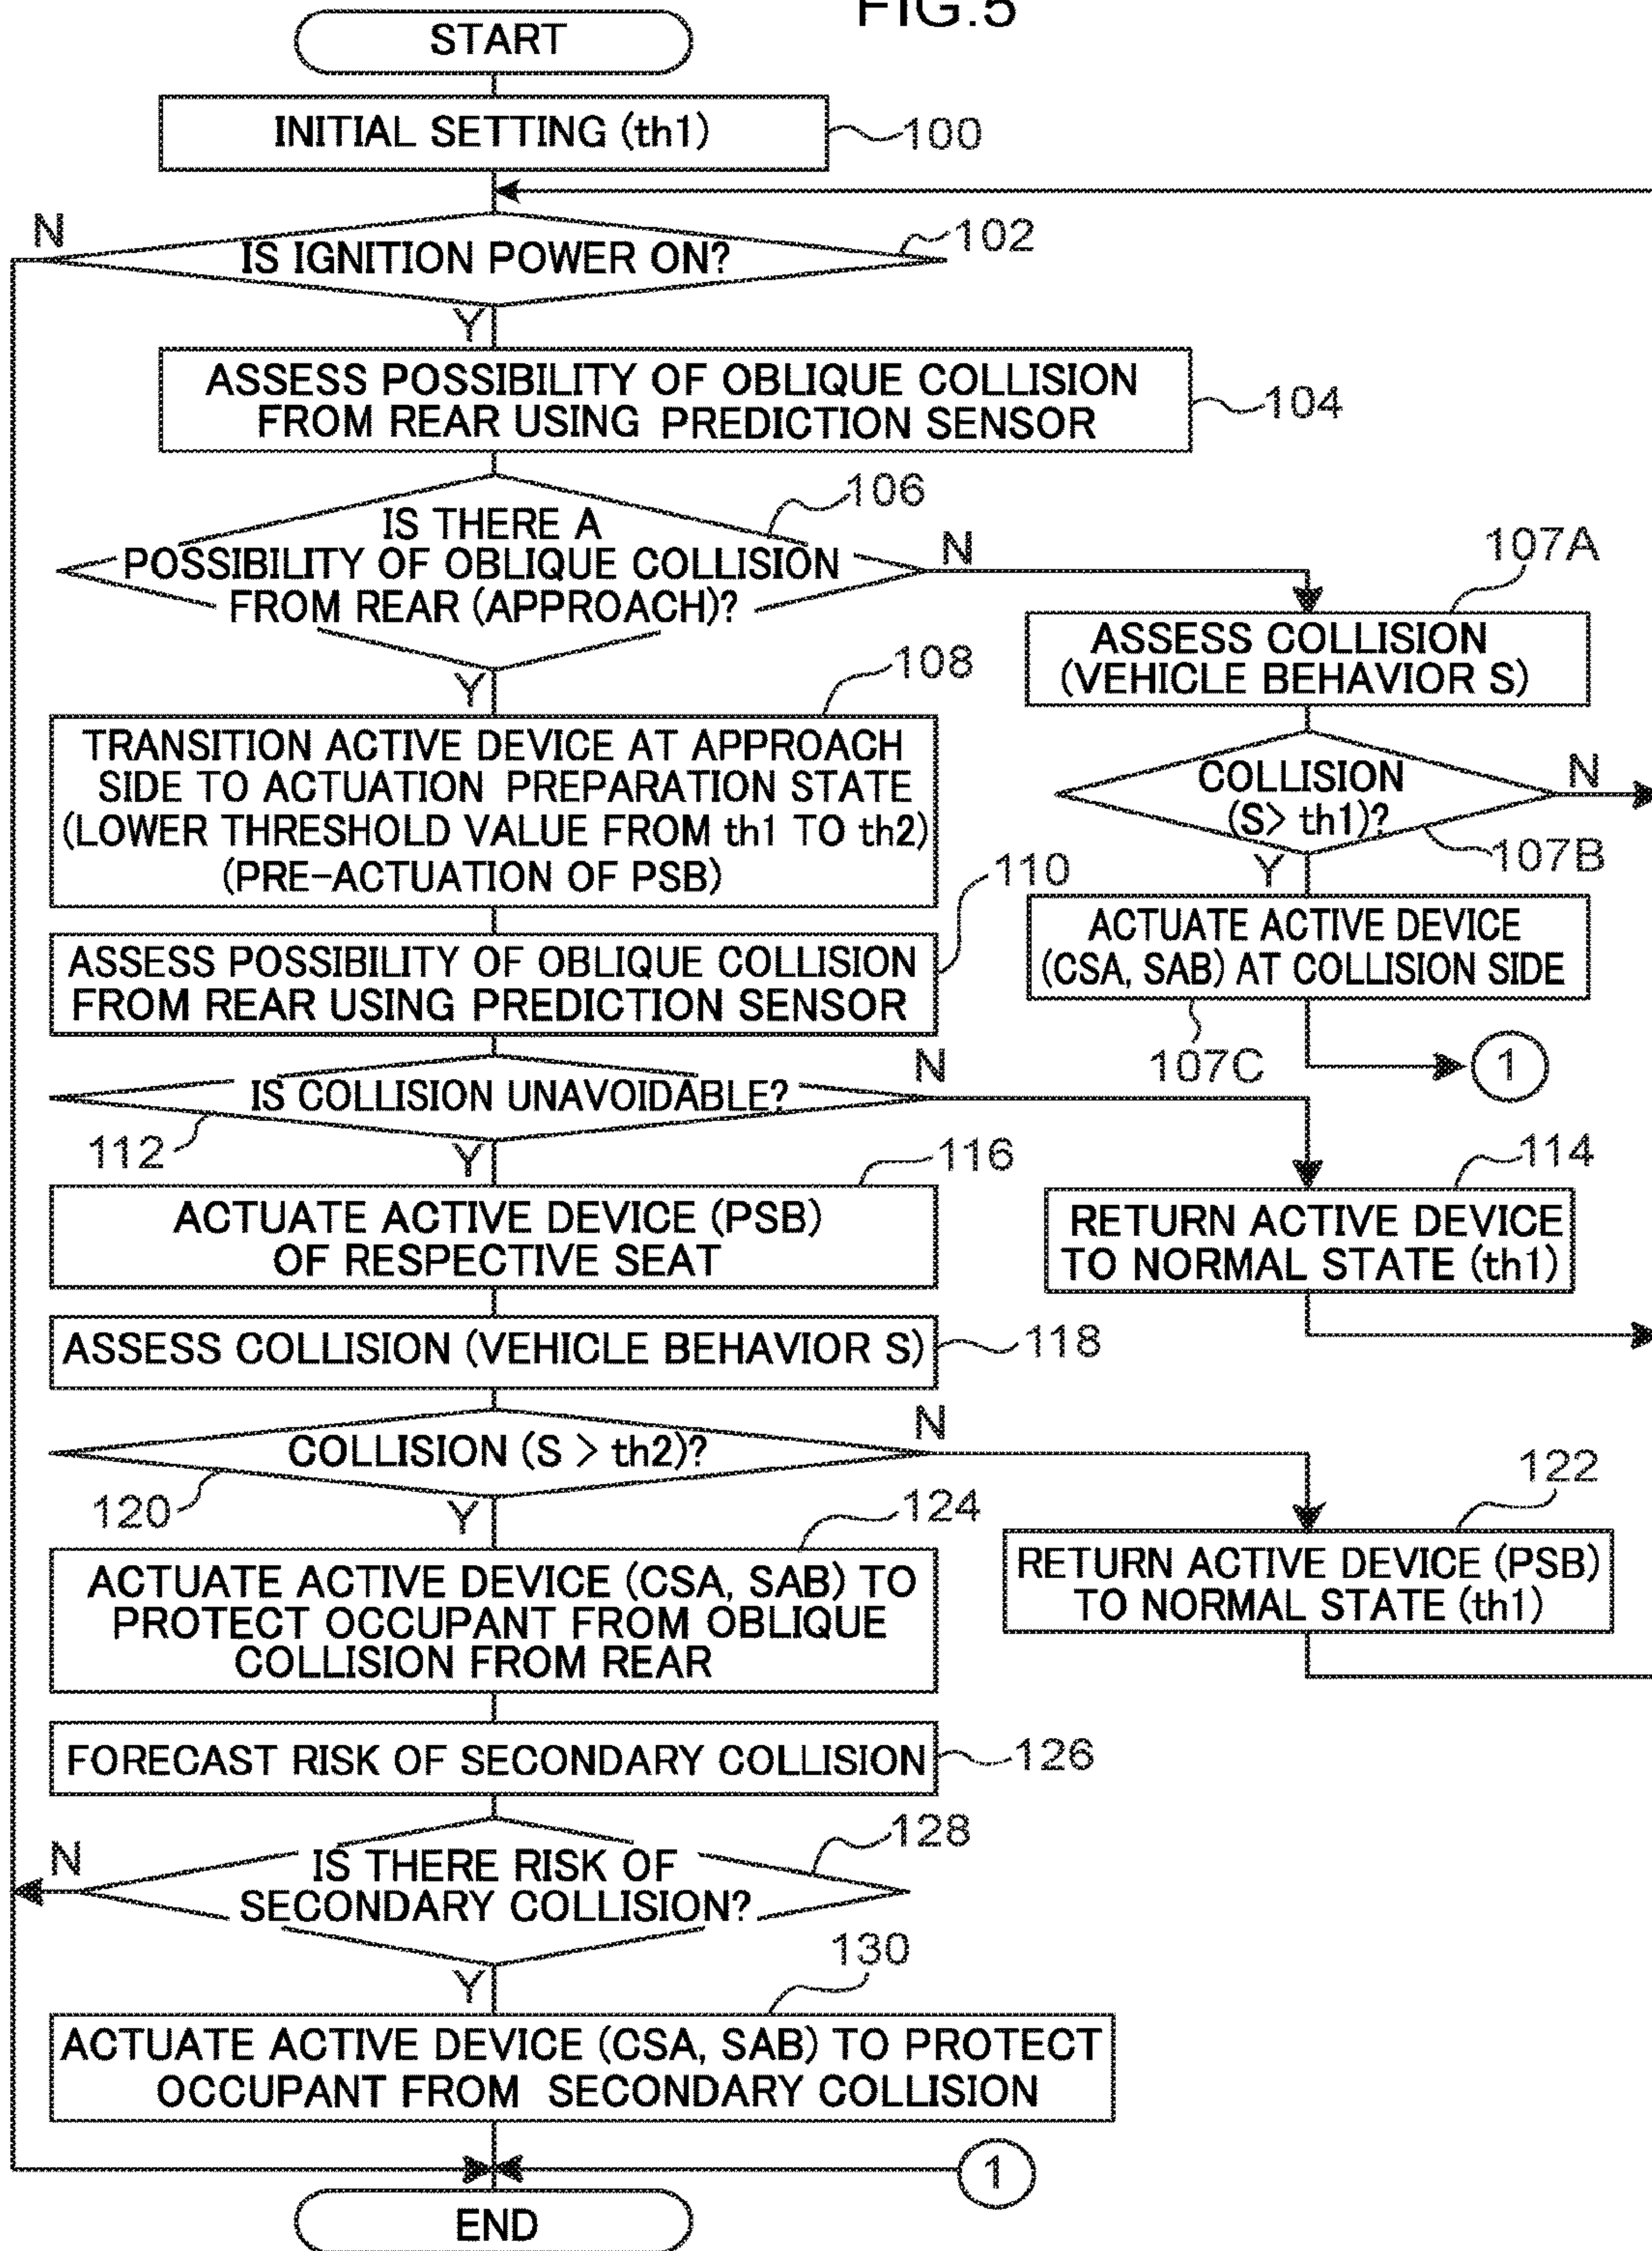 FIG.5
START
INITIAL SETTING (th1)
100
N
IS IGNITION POWER ON?
102
Y
ASSESS POSSIBILITY OF OBLIQUE COLLISION
FROM REAR USING PREDICTION SENSOR
104
106
IS THERE A
POSSIBILITY OF OBLIQUE COLLISION
FROM REAR (APPROACH)?
N
Y
107A
ASSESS COLLISION
(VEHICLE BEHAVIOR S)
COLLISION
(S> th1)?
N
107B
Y
ACTUATE ACTIVE DEVICE
(CSA, SAB) AT COLLISION SIDE
107C
1
108
TRANSITION ACTIVE DEVICE AT APPROACH
SIDE TO ACTUATION PREPARATION STATE
(LOWER THRESHOLD VALUE FROM th1 TO th2)
(PRE-ACTUATION OF PSB)
110
ASSESS POSSIBILITY OF OBLIQUE COLLISION
FROM REAR USING PREDICTION SENSOR
IS COLLISION UNAVOIDABLE?
N
112
Y
114
RETURN ACTIVE DEVICE
TO NORMAL STATE (th1)
116
ACTUATE ACTIVE DEVICE (PSB)
OF RESPECTIVE SEAT
ASSESS COLLISION (VEHICLE BEHAVIOR S)
118
COLLISION (S > th2)?
N
120
Y
122
RETURN ACTIVE DEVICE (PSB)
TO NORMAL STATE (th1)
124
ACTUATE ACTIVE DEVICE (CSA, SAB) TO
PROTECT OCCUPANT FROM OBLIQUE
COLLISION FROM REAR
FORECAST RISK OF SECONDARY COLLISION
126
128
N
IS THERE RISK OF
SECONDARY COLLISION?
Y
130
ACTUATE ACTIVE DEVICE (CSA, SAB) TO PROTECT
OCCUPANT FROM SECONDARY COLLISION
1
END